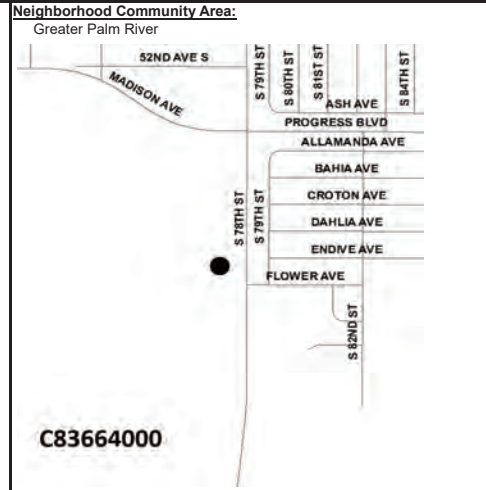 Neighborhood Community Area:
Greater Palm River
52ND AVE S
S 79TH ST
S 80TH ST
S 81ST ST
S 84TH ST
MADISON AVE
ASH AVE
PROGRESS BLVD
ALLAMANDA AVE
BAHIA AVE
S 78TH ST
S 79TH ST
CROTON AVE
DAHLIA AVE
ENDIVE AVE
FLOWER AVE
S 82ND ST
C83664000